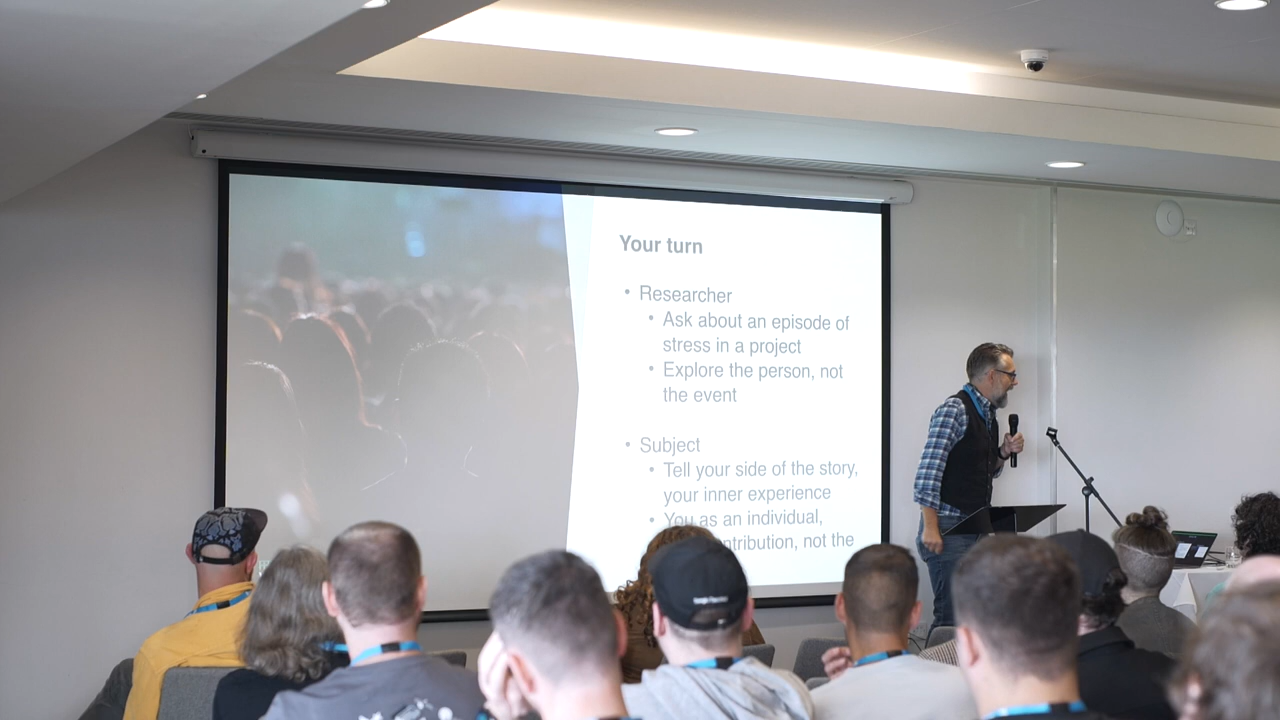 Your turn
• Researcher
• Ask about an episode of
stress in a project
• Explore the person, not
the event
• Subject
• Tell your side of the story,
your inner experience
• You as an individual,
not the